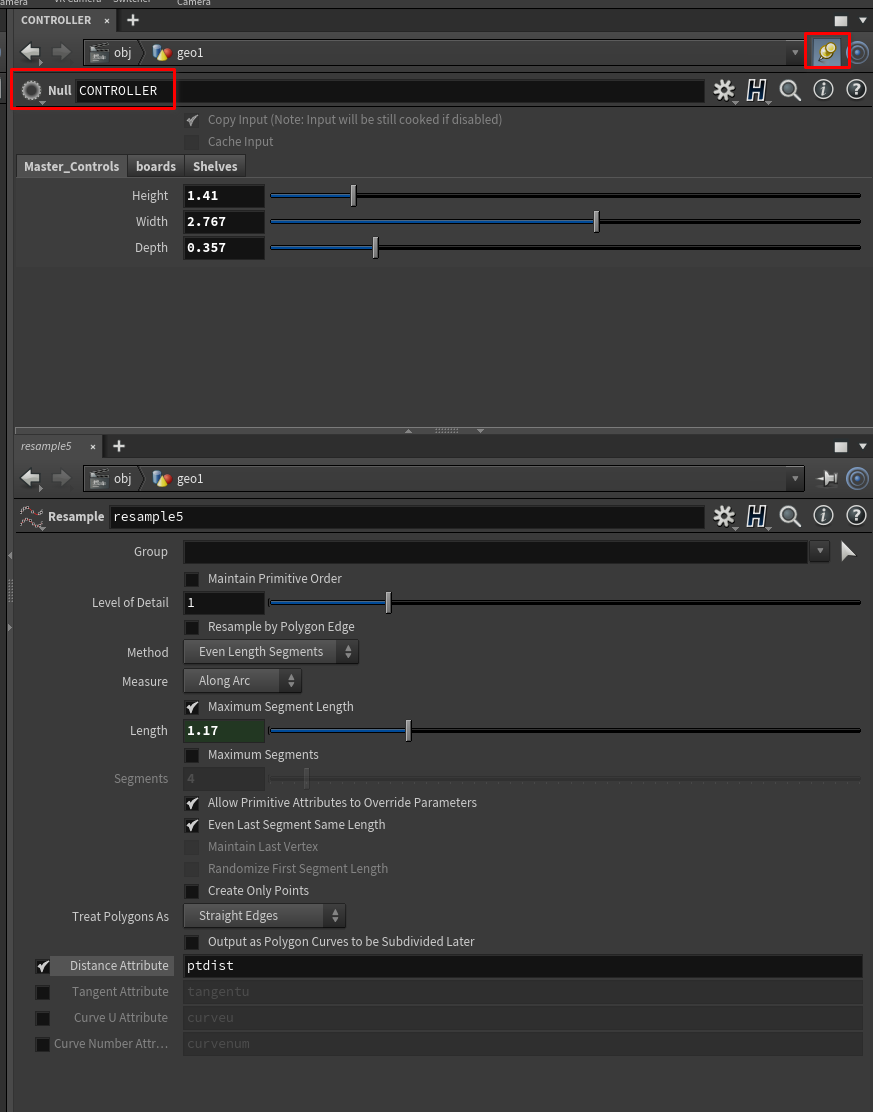 amera VR Camera Switcher Camera
CONTROLLER × +
obj geo1
Null CONTROLLER
Copy Input (Note: Input will be still cooked if disabled)
Cache Input
Master_Controls boards Shelves
Height 1.41
Width 2.767
Depth 0.357
resample5 × +
obj geo1
Resample resample5
Group
Maintain Primitive Order
Level of Detail 1
Resample by Polygon Edge
Method Even Length Segments
Measure Along Arc
Maximum Segment Length
Length 1.17
Maximum Segments
Segments 4
Allow Primitive Attributes to Override Parameters
Even Last Segment Same Length
Maintain Last Vertex
Randomize First Segment Length
Create Only Points
Treat Polygons As Straight Edges
Output as Polygon Curves to be Subdivided Later
Distance Attribute ptdist
Tangent Attribute tangentu
Curve U Attribute curveu
Curve Number Attr... curvenum